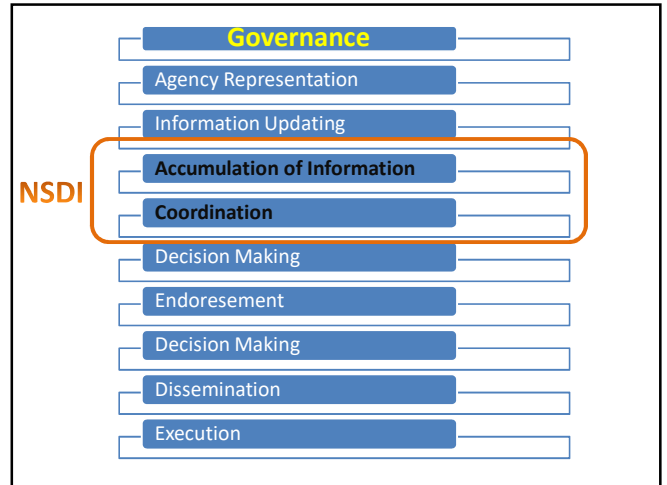 Governance
Agency Representation
Information Updating
Accumulation of Information
NSDI
Coordination
Decision Making
Endoresement
Decision Making
Dissemination
Execution